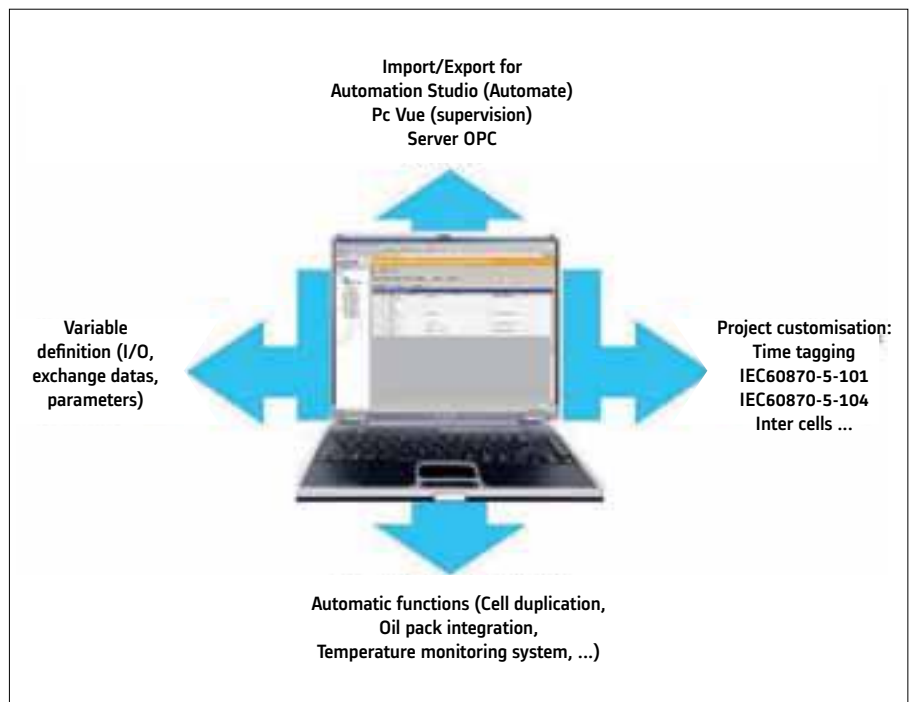 Import/Export for
Automation Studio (Automate)
Pc Vue (supervision)
Server OPC
Variable
definition (I/O,
exchange datas,
parameters)
Project customisation:
Time tagging
IEC60870-5-101
IEC60870-5-104
Inter cells ...
Automatic functions (Cell duplication,
Oil pack integration,
Temperature monitoring system, ...)